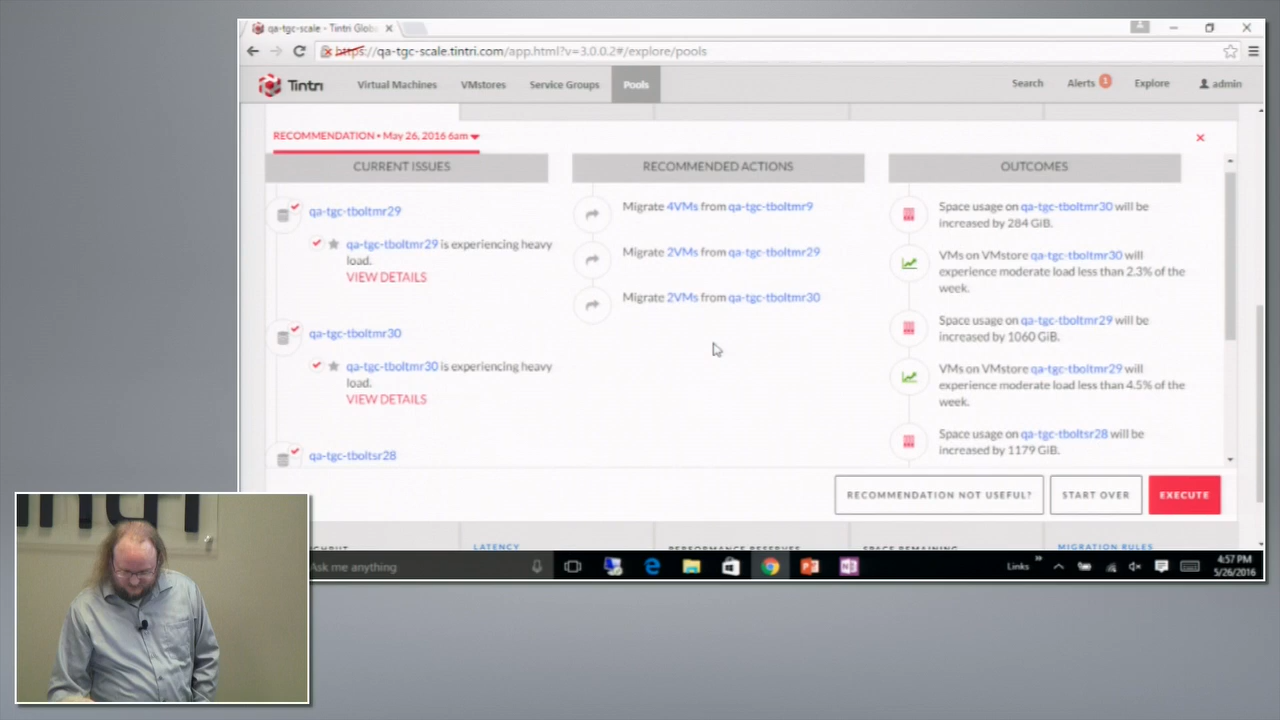 qa-tgc-scale - Tintri Glob
https://qa-tgc-scale.tintri.com/app.html?v=3.0.0.2#/explore/pools
Tintri
Virtual Machines
VMstores
Service Groups
Pools
Search
Alerts 1
Explore
admin
RECOMMENDATION • May 26, 2016 6am
CURRENT ISSUES
qa-tgc-tboltmr29
qa-tgc-tboltmr29 is experiencing heavy
load.
VIEW DETAILS
qa-tgc-tboltmr30
qa-tgc-tboltmr30 is experiencing heavy
load.
VIEW DETAILS
qa-tgc-tboltsr28
RECOMMENDED ACTIONS
Migrate 4VMs from qa-tgc-tboltmr9
Migrate 2VMs from qa-tgc-tboltmr29
Migrate 2VMs from qa-tgc-tboltmr30
OUTCOMES
Space usage on qa-tgc-tboltmr30 will be
increased by 284 GiB.
VMs on VMstore qa-tgc-tboltmr30 will
experience moderate load less than 2.3% of the
week.
Space usage on qa-tgc-tboltmr29 will be
increased by 1060 GiB.
VMs on VMstore qa-tgc-tboltmr29 will
experience moderate load less than 4.5% of the
week.
Space usage on qa-tgc-tboltsr28 will be
increased by 1179 GiB.
RECOMMENDATION NOT USEFUL?
START OVER
EXECUTE
LATENCY
PERFORMANCE RESERVES
SPACE REMAINING
MIGRATION RULES
Ask me anything
Links
4:57 PM
5/26/2016